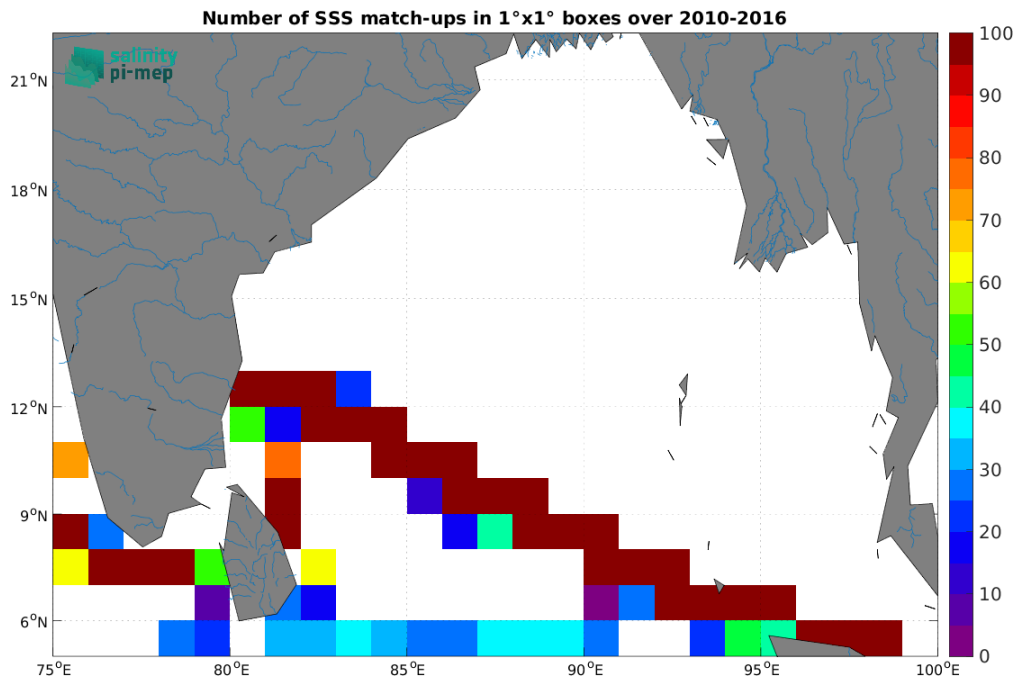 Number of SSS match-ups in 1°x1° boxes over 2010-2016
salinity
pi-mep
21°N
18°N
15°N
12°N
9°N
6°N
75°E 80°E 85°E 90°E 95°E 100°E
100
90
80
70
60
50
40
30
20
10
0